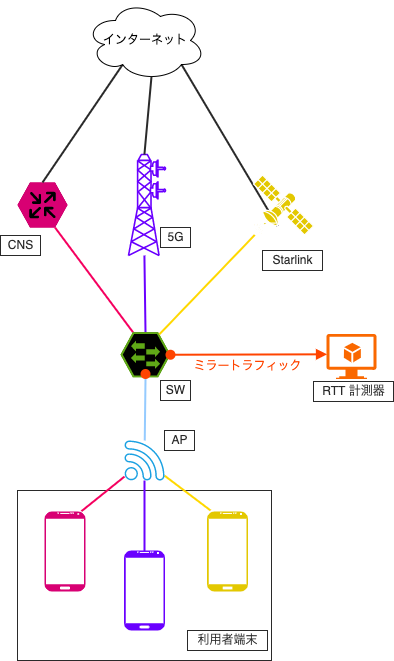 インターネット
CNS
5G
Starlink
ミラートラフィック
SW
RTT 計測器
AP
利用者端末